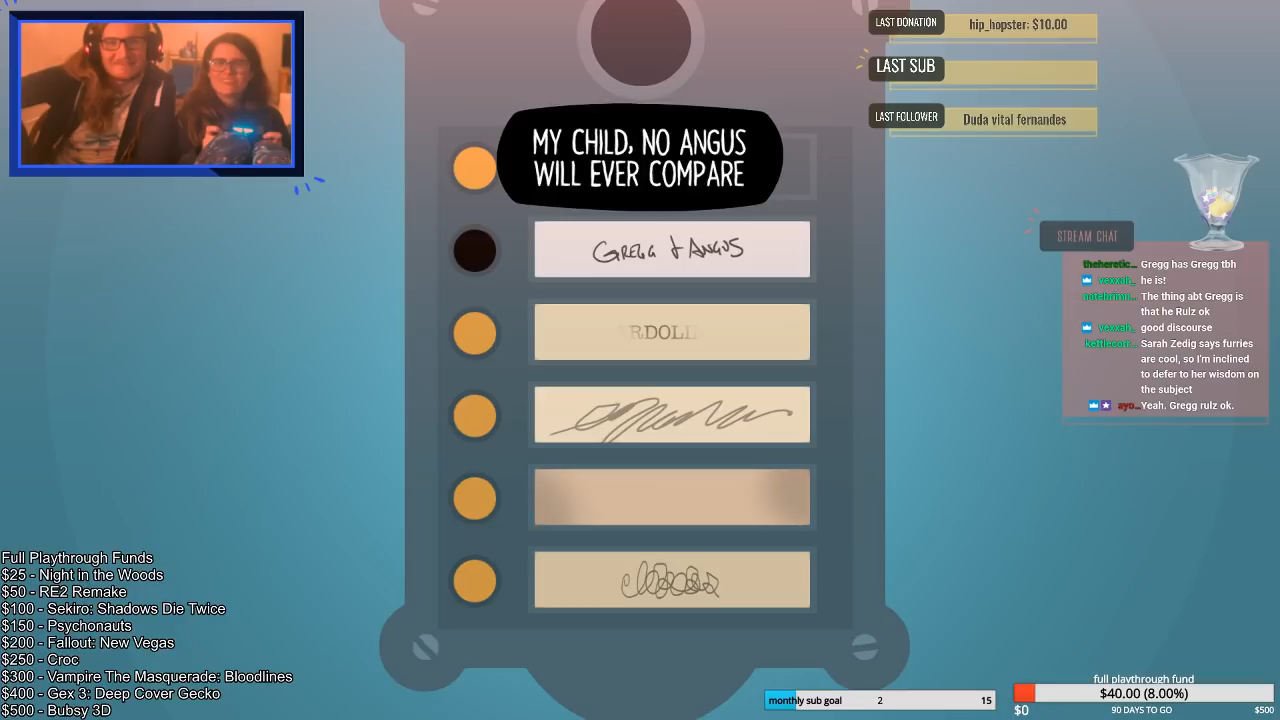 LAST DONATION
hip_hopster: $10.00
LAST SUB
LAST FOLLOWER
Duda vital fernandes
MY CHILD, NO ANGUS
WILL EVER COMPARE
GREGG + ANGUS
RDOLI
STREAM CHAT
theheretic... Gregg has Gregg tbh
vexxah_ he is!
The thing abt Gregg is
that he Rulz ok
vexxah_ good discourse
kettlecorr... Sarah Zedig says furries
are cool, so I'm inclined
to defer to her wisdom on
the subject
ayo... Yeah. Gregg rulz ok.
Full Playthrough Funds
$25 - Night in the Woods
$50 - RE2 Remake
$100 - Sekiro: Shadows Die Twice
$150 - Psychonauts
$200 - Fallout: New Vegas
$250 - Croc
$300 - Vampire The Masquerade: Bloodlines
$400 - Gex 3: Deep Cover Gecko
$500 - Bubsy 3D
monthly sub goal 2 15
full playthrough fund
$40.00 (8.00%)
$0 90 DAYS TO GO $500